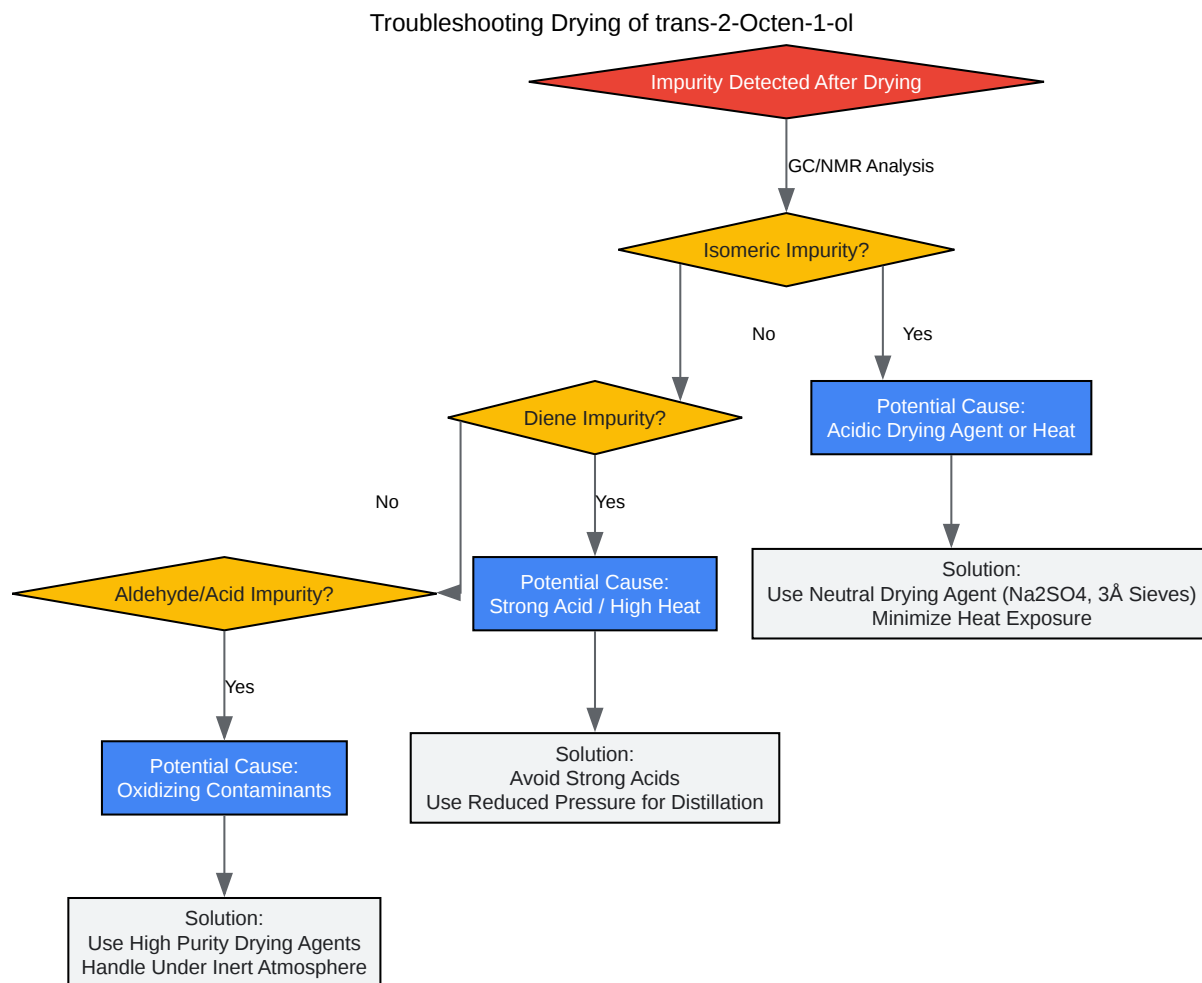 Troubleshooting Drying of trans-2-Octen-1-ol
Impurity Detected After Drying
GC/NMR Analysis
Isomeric Impurity?
No
Yes
Diene Impurity?
Potential Cause:
Acidic Drying Agent or Heat
No
Yes
Solution:
Use Neutral Drying Agent (Na2SO4, 3Å Sieves)
Minimize Heat Exposure
Aldehyde/Acid Impurity?
Potential Cause:
Strong Acid / High Heat
Yes
Solution:
Avoid Strong Acids
Use Reduced Pressure for Distillation
Potential Cause:
Oxidizing Contaminants
Solution:
Use High Purity Drying Agents
Handle Under Inert Atmosphere